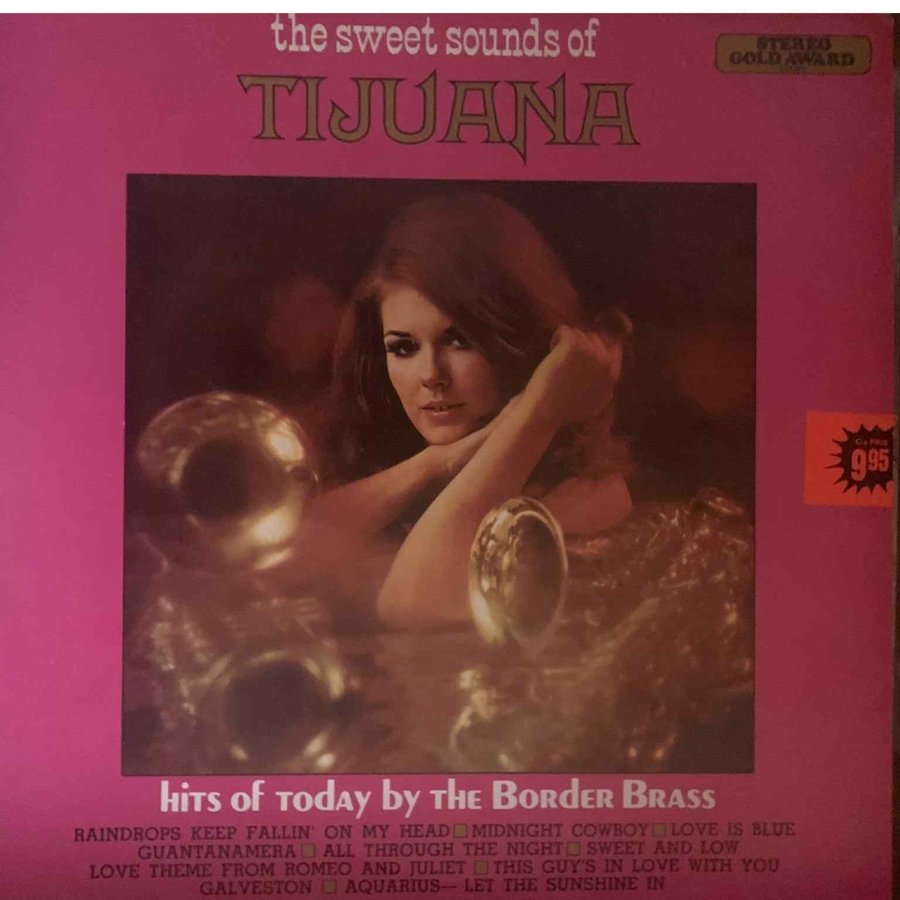 the sweet sounds of
TIJUANA
STEREO
GOLD AWARD
9.95
hits of today by the Border Brass
RAINDROPS KEEP FALLIN' ON MY HEAD MIDNIGHT COWBOY LOVE IS BLUE
GUANTANAMERA ALL THROUGH THE NIGHT SWEET AND LOW
LOVE THEME FROM ROMEO AND JULIET THIS GUY'S IN LOVE WITH YOU
GALVESTON AQUARIUS— LET THE SUNSHINE IN